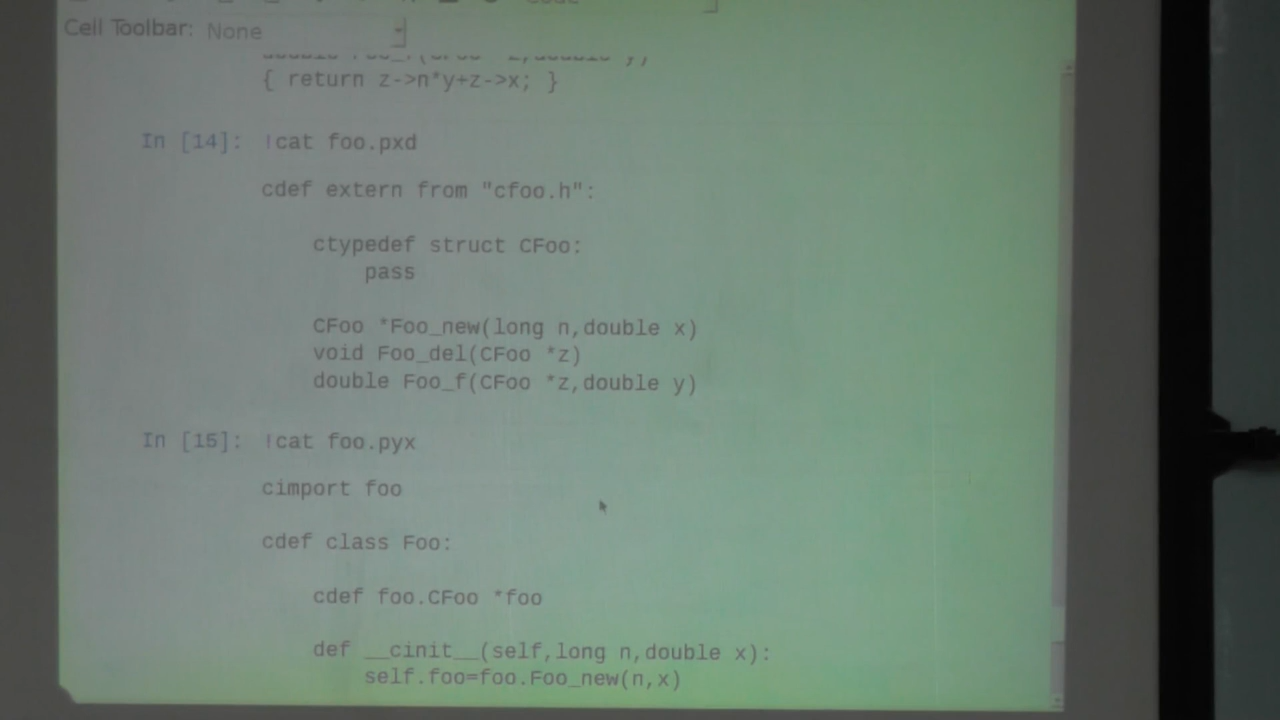 Cell Toolbar: None
{ return z->n*y+z->x; }
In [14]: !cat foo.pxd
cdef extern from "cfoo.h":
ctypedef struct CFoo:
pass
CFoo *Foo_new(long n,double x)
void Foo_del(CFoo *z)
double Foo_f(CFoo *z,double y)
In [15]: !cat foo.pyx
cimport foo
cdef class Foo:
cdef foo.CFoo *foo
def __cinit__(self,long n,double x):
self.foo=foo.Foo_new(n,x)